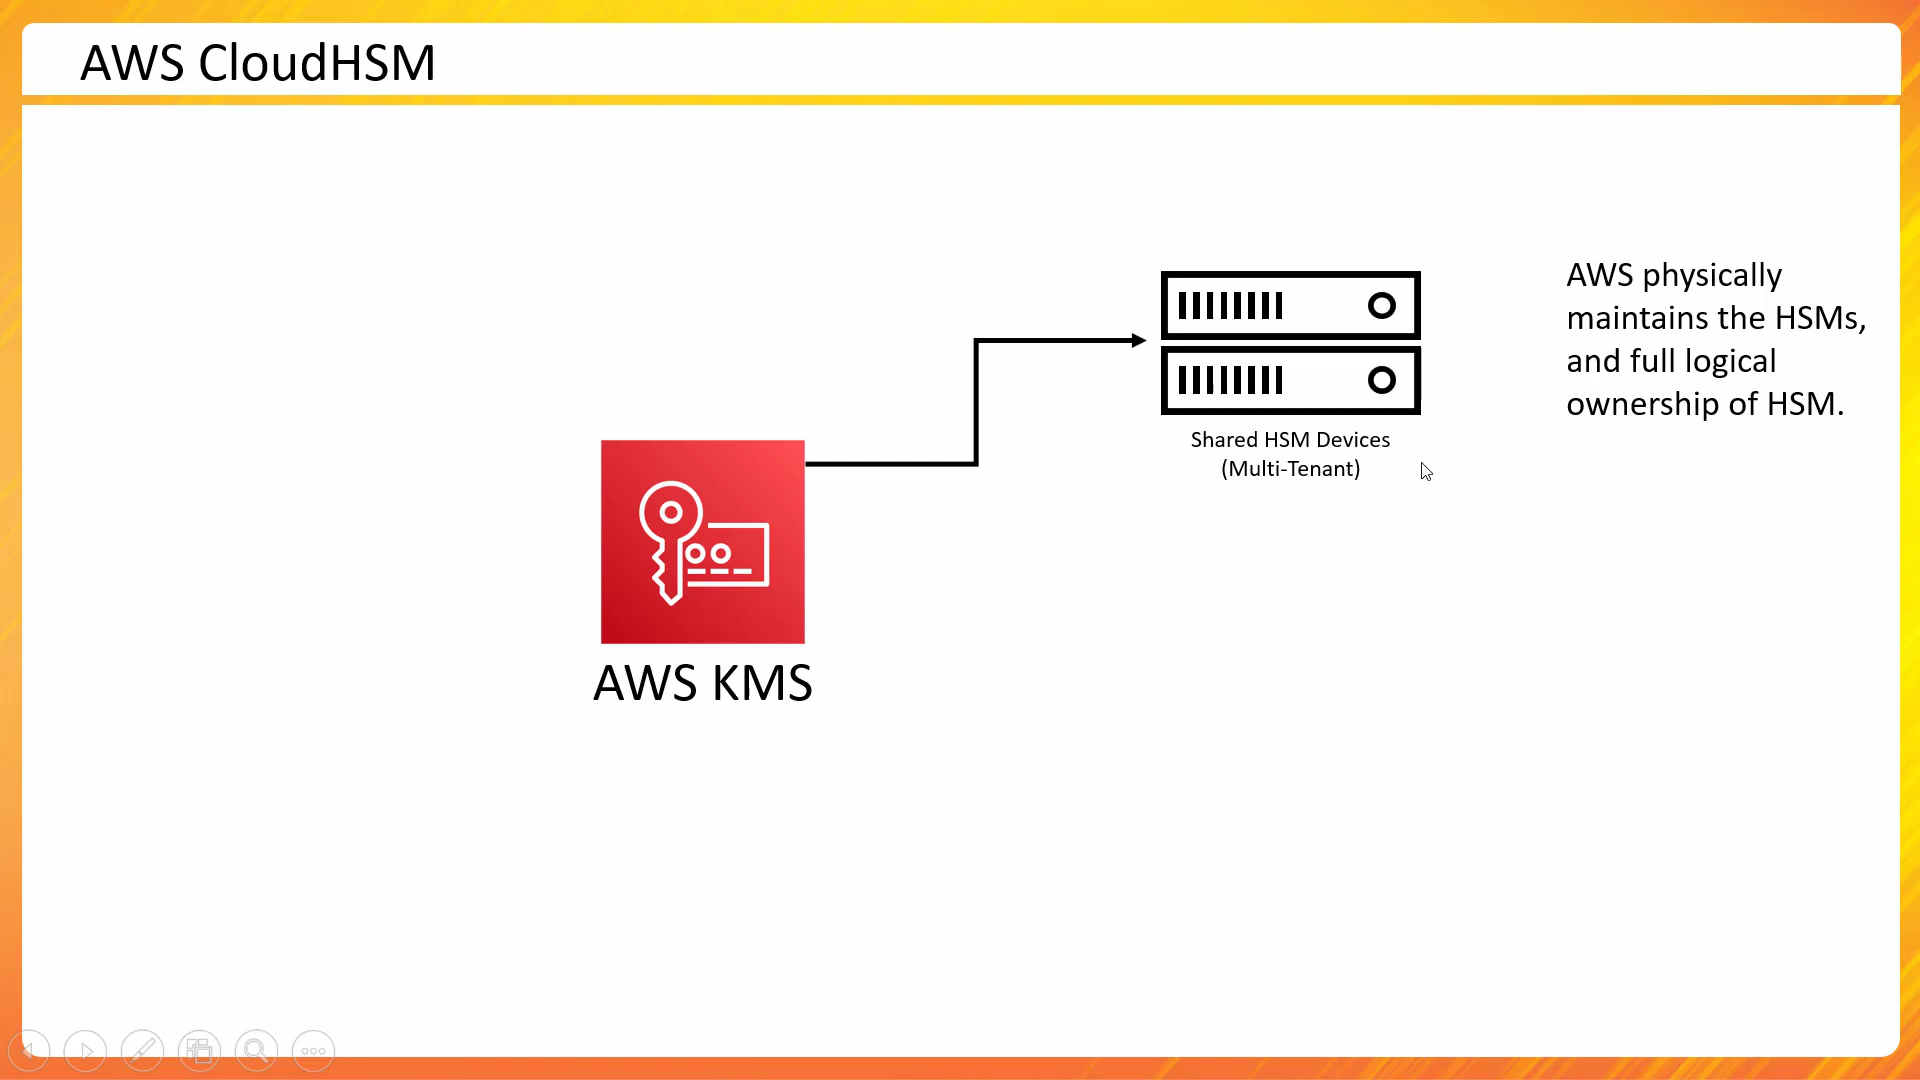 AWS CloudHSM
AWS physically
maintains the HSMs,
and full logical
ownership of HSM.
Shared HSM Devices
(Multi-Tenant)
AWS KMS